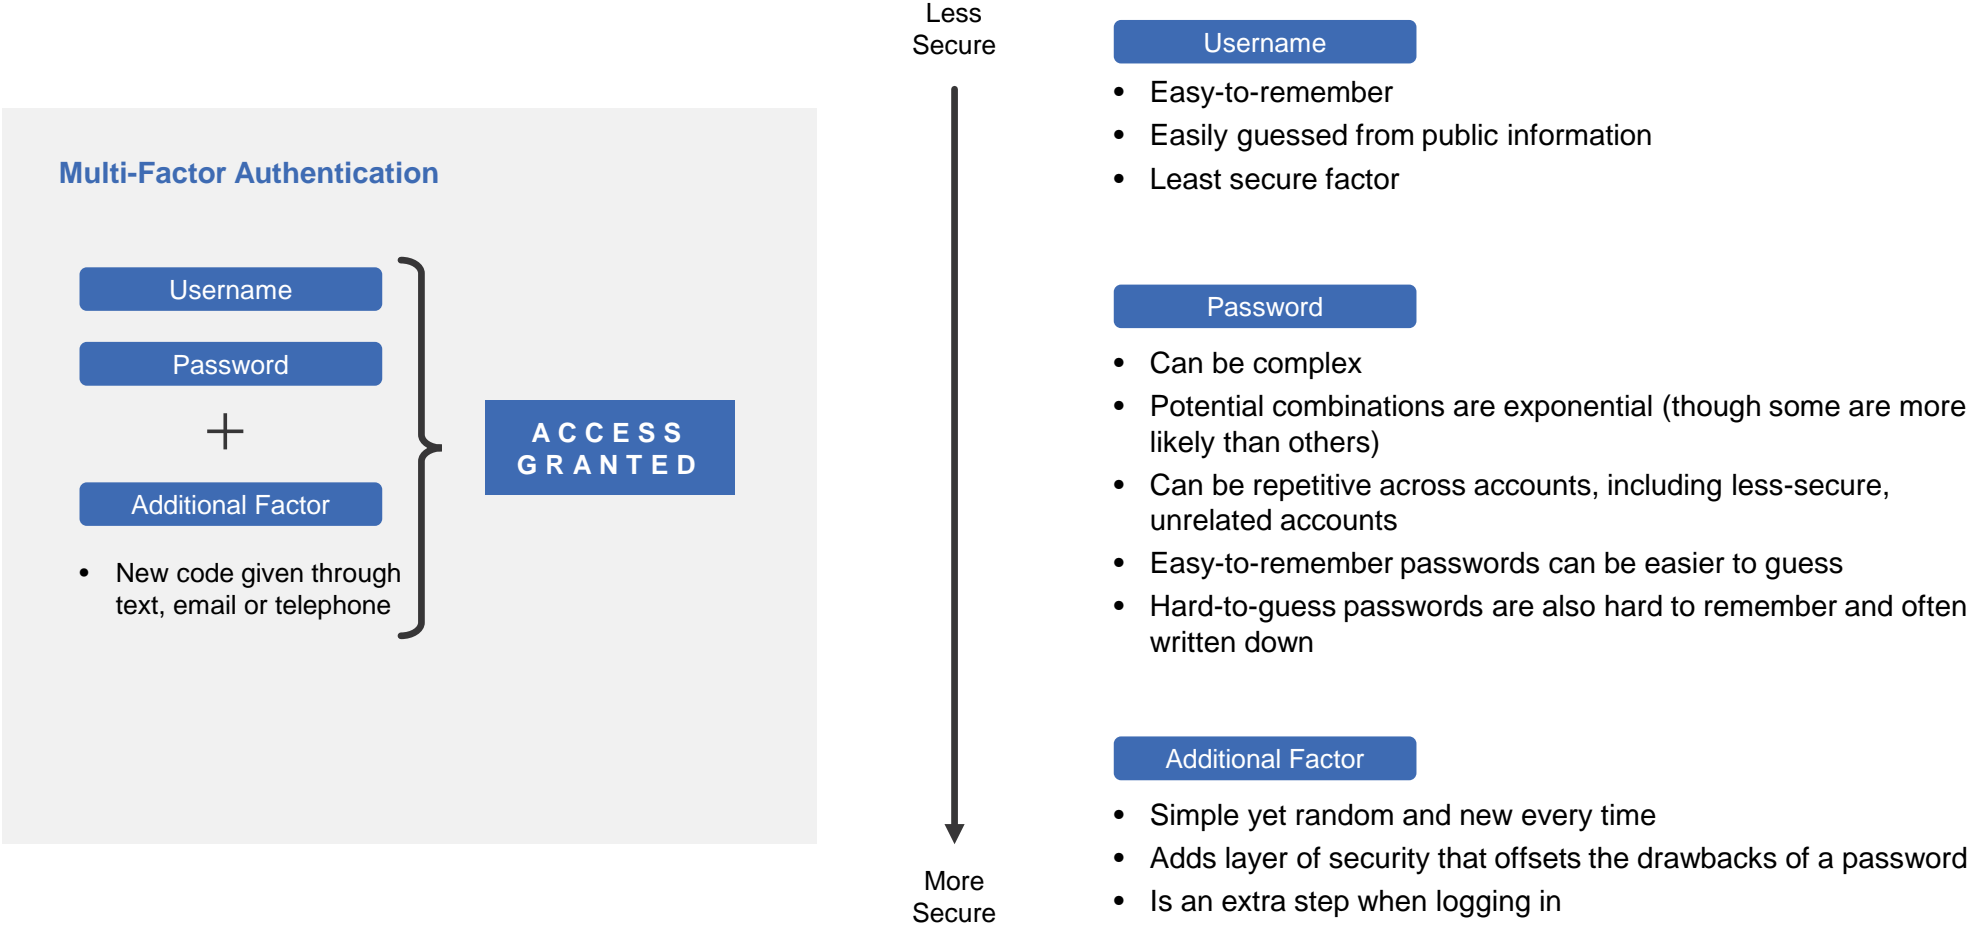 Multi-Factor Authentication
Username
Password
+
Additional Factor
• New code given through
text, email or telephone
ACCESS
GRANTED
Less
Secure
More
Secure
Username
• Easy-to-remember
• Easily guessed from public information
• Least secure factor
Password
• Can be complex
• Potential combinations are exponential (though some are more
likely than others)
• Can be repetitive across accounts, including less-secure,
unrelated accounts
• Easy-to-remember passwords can be easier to guess
• Hard-to-guess passwords are also hard to remember and often
written down
Additional Factor
• Simple yet random and new every time
• Adds layer of security that offsets the drawbacks of a password
• Is an extra step when logging in